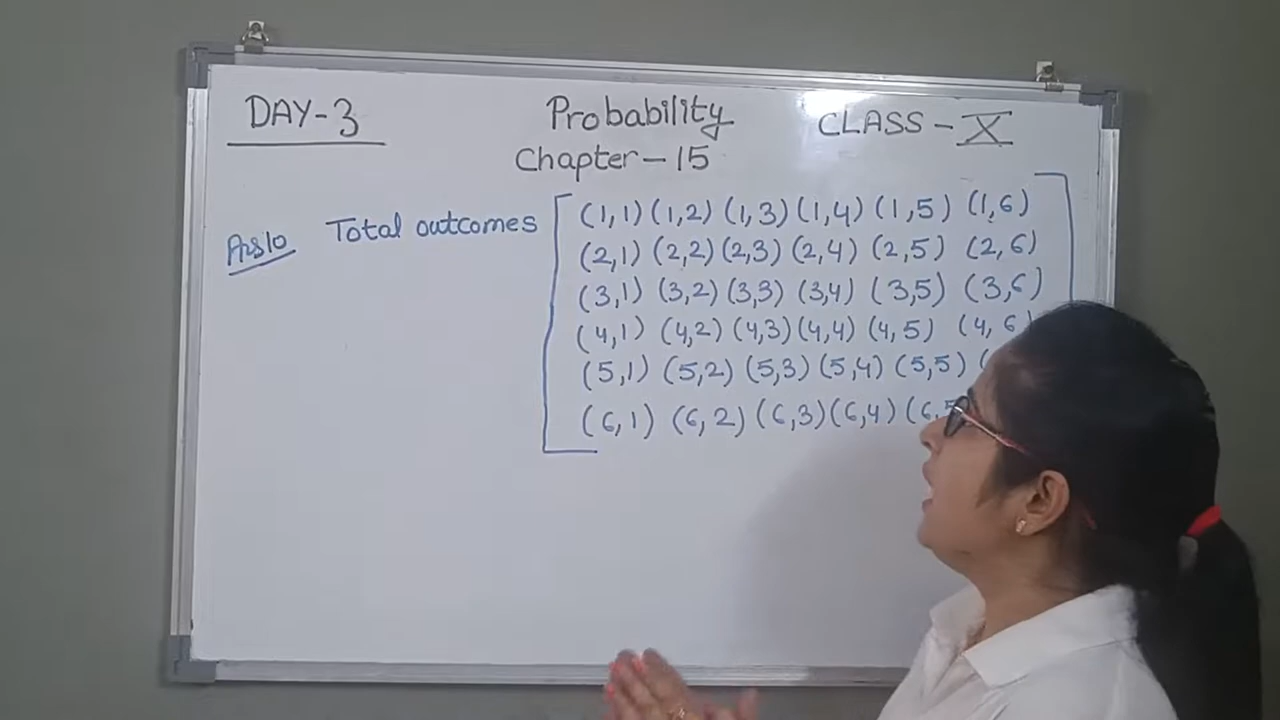 DAY-3 Probability CLASS-X
Chapter-15
Ans10 Total outcomes (1,1) (1,2) (1,3) (1,4) (1,5) (1,6)
(2,1) (2,2) (2,3) (2,4) (2,5) (2,6)
(3,1) (3,2) (3,3) (3,4) (3,5) (3,6)
(4,1) (4,2) (4,3) (4,4) (4,5) (4,6
(5,1) (5,2) (5,3) (5,4) (5,5) (
(6,1) (6,2) (6,3) (6,4) (6,5